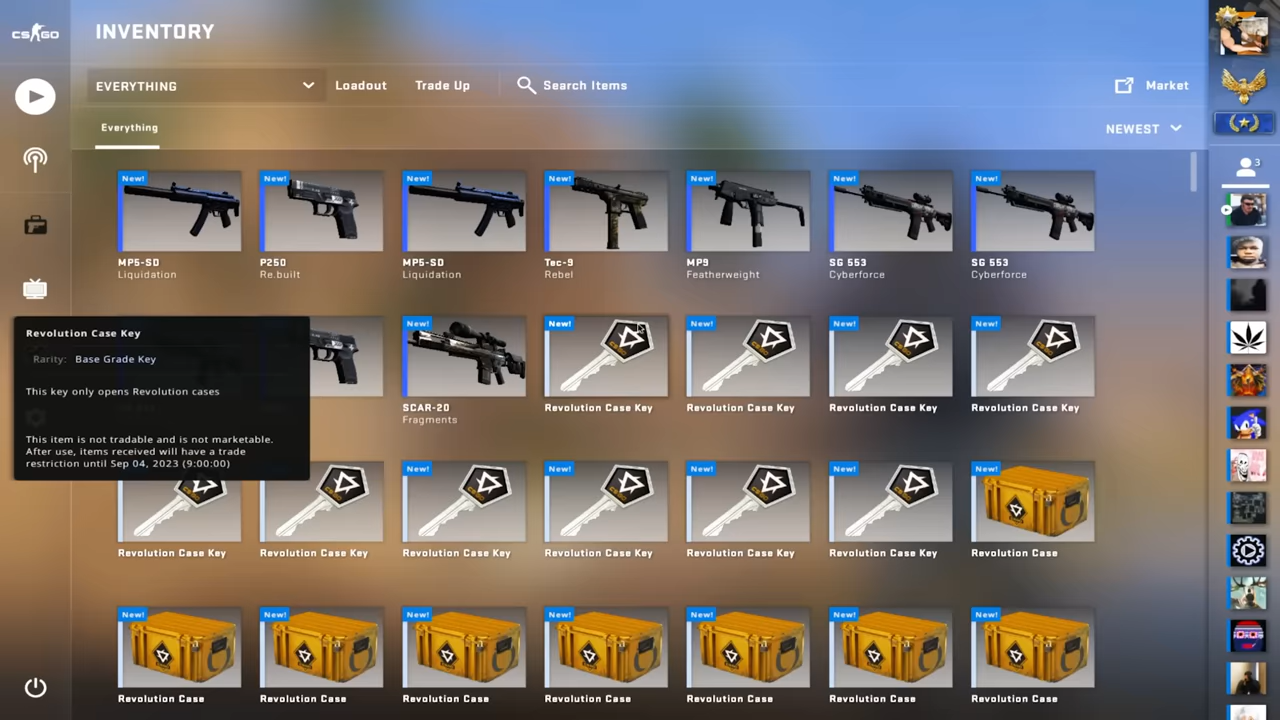 CS GO
INVENTORY
EVERYTHING
Loadout
Trade Up
Search Items
Market
Everything
NEWEST
3
New!
New!
New!
New!
New!
New!
New!
MP5-SD
P250
MP5-SD
Tec-9
MP9
SG 553
SG 553
Liquidation
Re.built
Liquidation
Rebel
Featherweight
Cyberforce
Cyberforce
Revolution Case Key
Rarity: Base Grade Key
This key only opens Revolution cases
This item is not tradable and is not marketable.
After use, items received will have a trade
restriction until Sep 04, 2023 (9:00:00)
New!
New!
New!
New!
New!
SCAR-20
Revolution Case Key
Revolution Case Key
Revolution Case Key
Revolution Case Key
Fragments
New!
New!
New!
New!
New!
Revolution Case Key
Revolution Case Key
Revolution Case Key
Revolution Case Key
Revolution Case Key
Revolution Case Key
Revolution Case
New!
New!
New!
New!
New!
New!
New!
Revolution Case
Revolution Case
Revolution Case
Revolution Case
Revolution Case
Revolution Case
Revolution Case